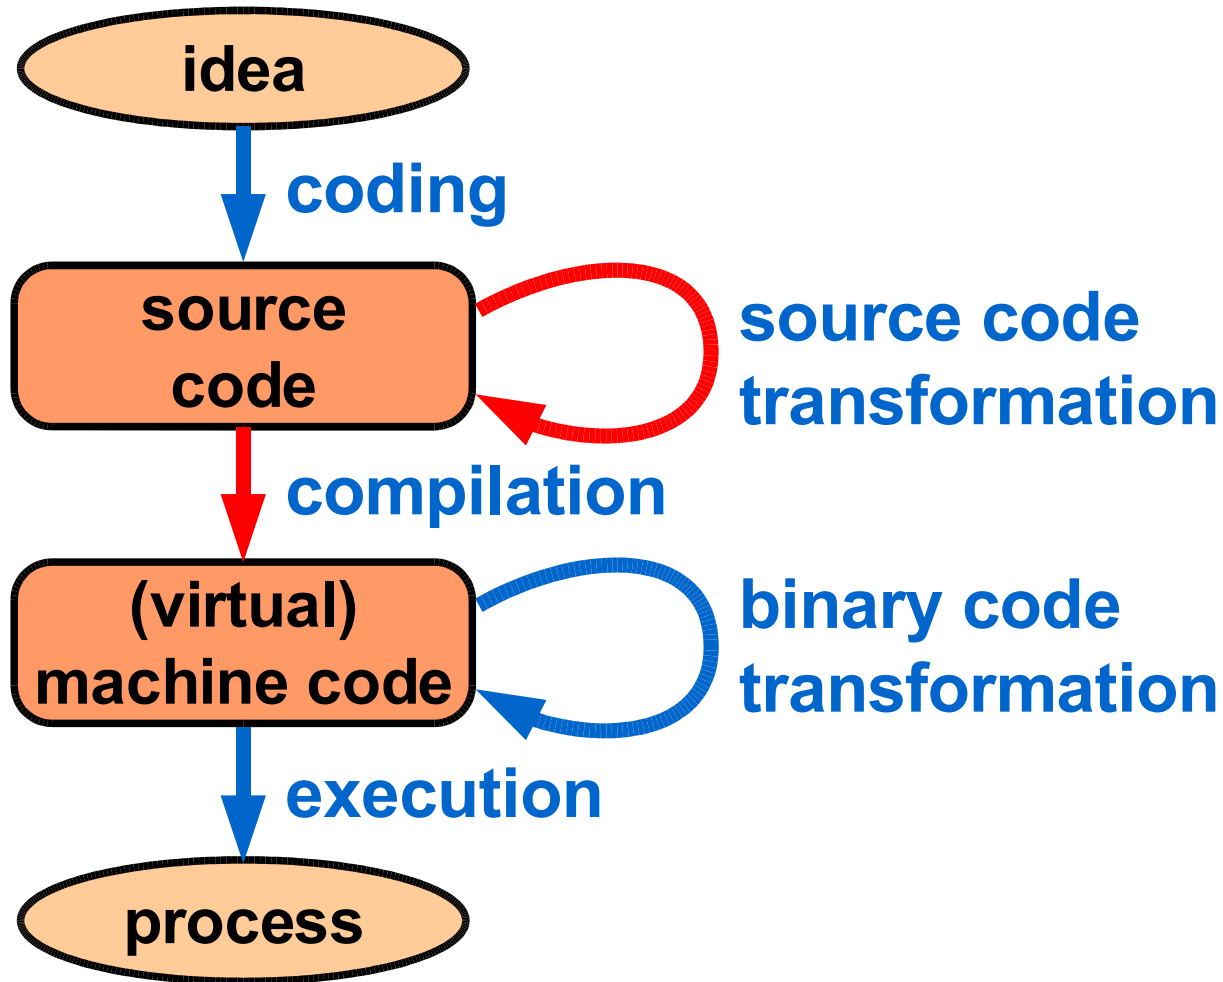 idea
coding
source
code
source code
transformation
compilation
(virtual)
machine code
binary code
transformation
execution
process